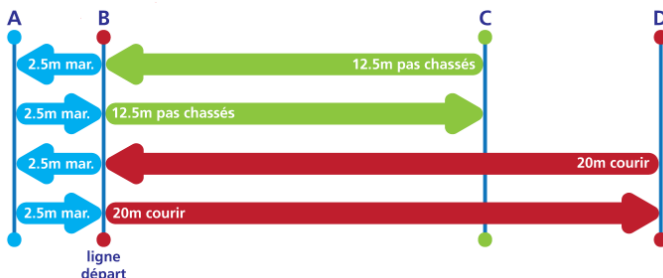 A B C D
2.5m mar. 12.5m pas chassés
2.5m mar. 12.5m pas chassés
2.5m mar. 20m courir
2.5m mar. 20m courir
ligne
départ